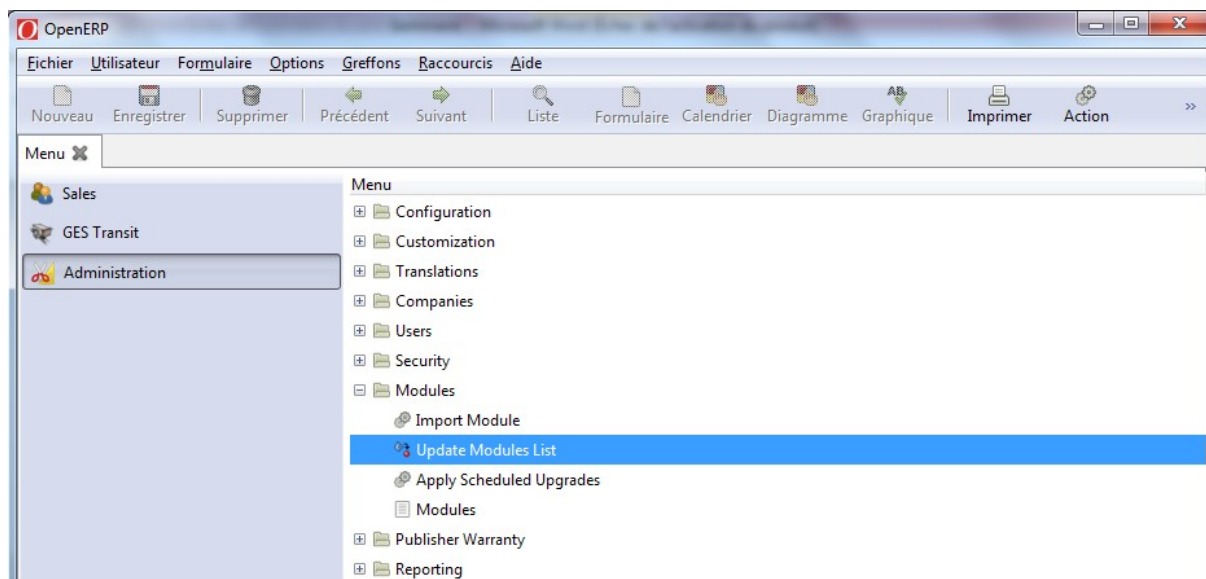 OpenERP
Fichier Utilisateur Formulaire Options Greffons Raccourcis Aide
Nouveau Enregistrer Supprimer Précédent Suivant Liste Formulaire Calendrier Diagramme Graphique Imprimer Action »
Menu
Sales
GES Transit
Administration
Menu
Configuration
Customization
Translations
Companies
Users
Security
Modules
Import Module
Update Modules List
Apply Scheduled Upgrades
Modules
Publisher Warranty
Reporting